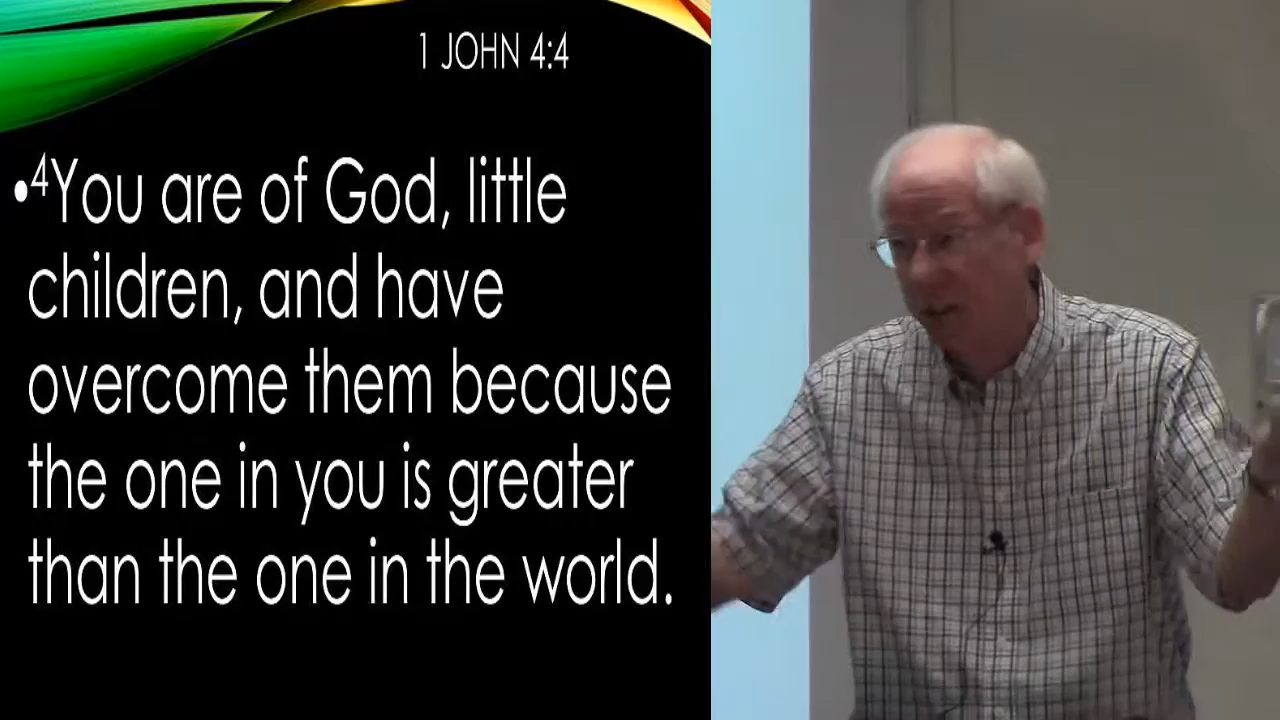 1 JOHN 4:4
•⁴You are of God, little
children, and have
overcome them because
the one in you is greater
than the one in the world.